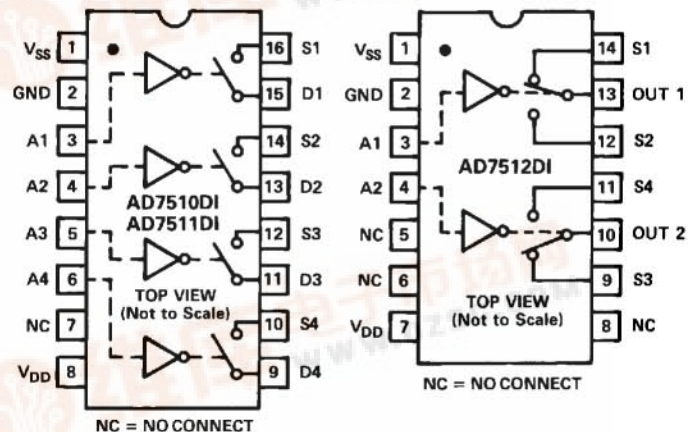 VSS 1
GND 2
A1 3
A2 4
A3 5
A4 6
NC 7
VDD 8
16 S1
15 D1
14 S2
13 D2
12 S3
11 D3
10 S4
9 D4
AD7510DI
AD7511DI
TOP VIEW
(Not to Scale)
NC = NO CONNECT
VSS 1
GND 2
A1 3
A2 4
NC 5
NC 6
VDD 7
14 S1
13 OUT 1
12 S2
11 S4
10 OUT 2
9 S3
8 NC
AD7512DI
TOP VIEW
(Not to Scale)
NC = NO CONNECT